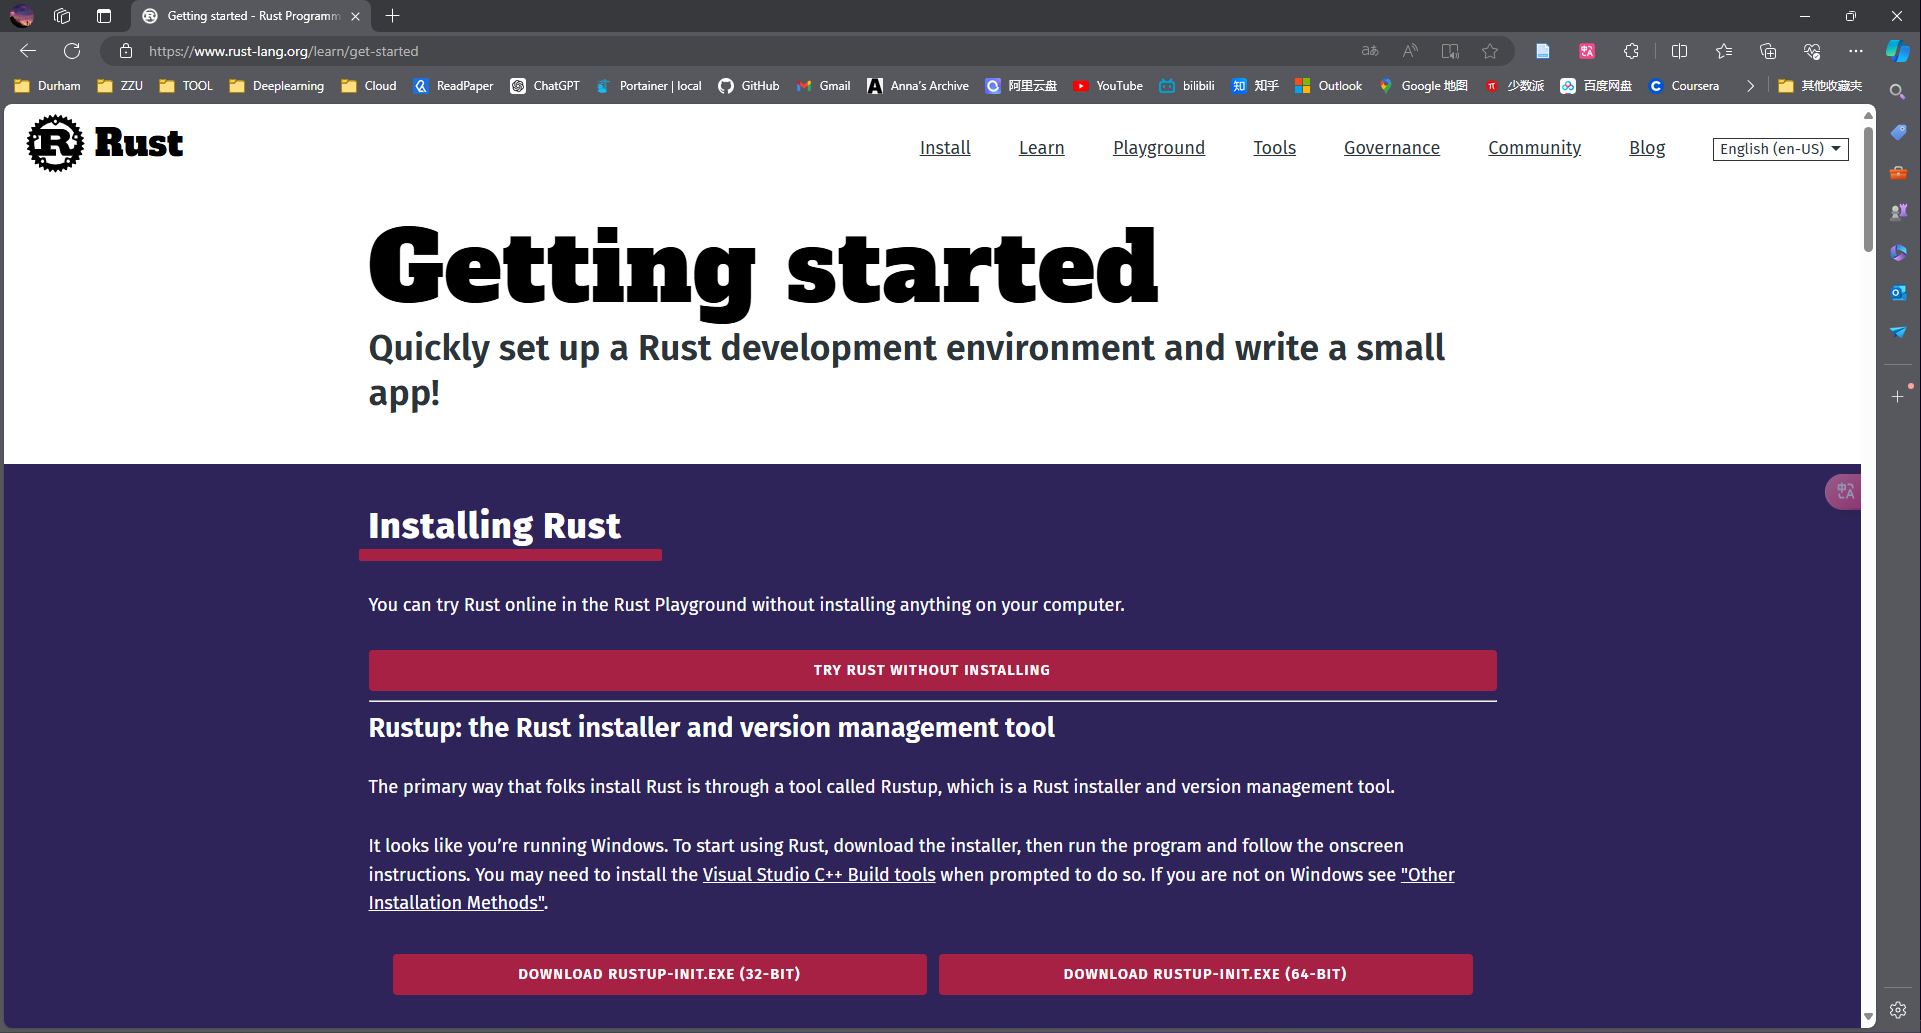 Getting started - Rust Programm
https://www.rust-lang.org/learn/get-started
Durham ZZU TOOL Deeplearning Cloud ReadPaper ChatGPT Portainer | local GitHub Gmail Anna's Archive 阿里云盘 YouTube bilibili 知乎 Outlook Google 地图 少数派 百度网盘 Coursera 其他收藏夹
Rust
Install Learn Playground Tools Governance Community Blog English (en-US)
Getting started
Quickly set up a Rust development environment and write a small
app!
Installing Rust
You can try Rust online in the Rust Playground without installing anything on your computer.
TRY RUST WITHOUT INSTALLING
Rustup: the Rust installer and version management tool
The primary way that folks install Rust is through a tool called Rustup, which is a Rust installer and version management tool.
It looks like you’re running Windows. To start using Rust, download the installer, then run the program and follow the onscreen
instructions. You may need to install the Visual Studio C++ Build tools when prompted to do so. If you are not on Windows see "Other
Installation Methods".
DOWNLOAD RUSTUP-INIT.EXE (32-BIT) DOWNLOAD RUSTUP-INIT.EXE (64-BIT)